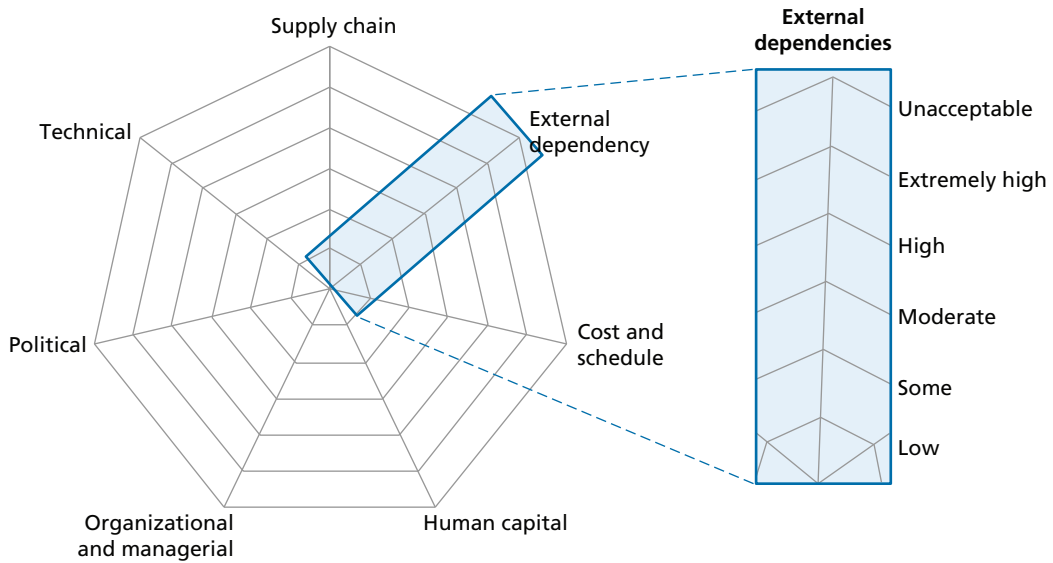 Supply chain
External
dependency
Technical
Political
Cost and
schedule
Organizational
and managerial
Human capital
External
dependencies
Unacceptable
Extremely high
High
Moderate
Some
Low